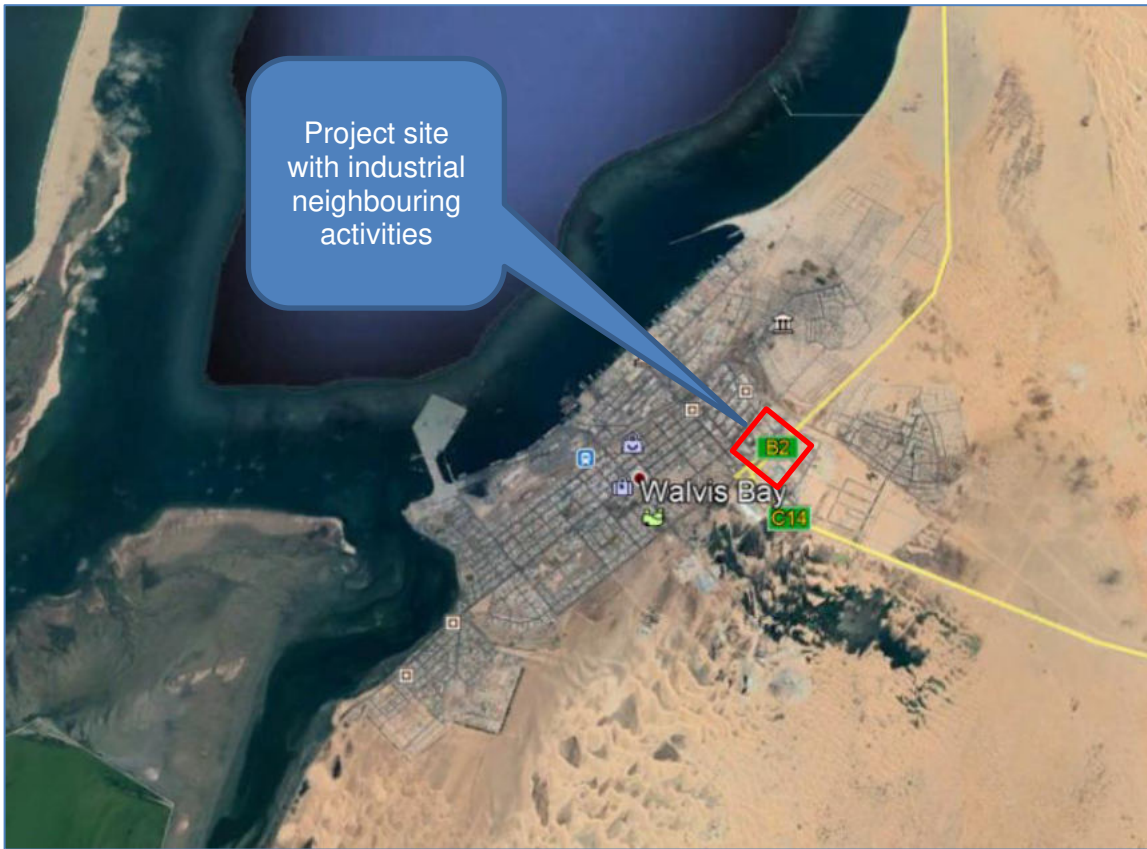 Project site
with industrial
neighbouring
activities
B2
Walvis Bay
C14